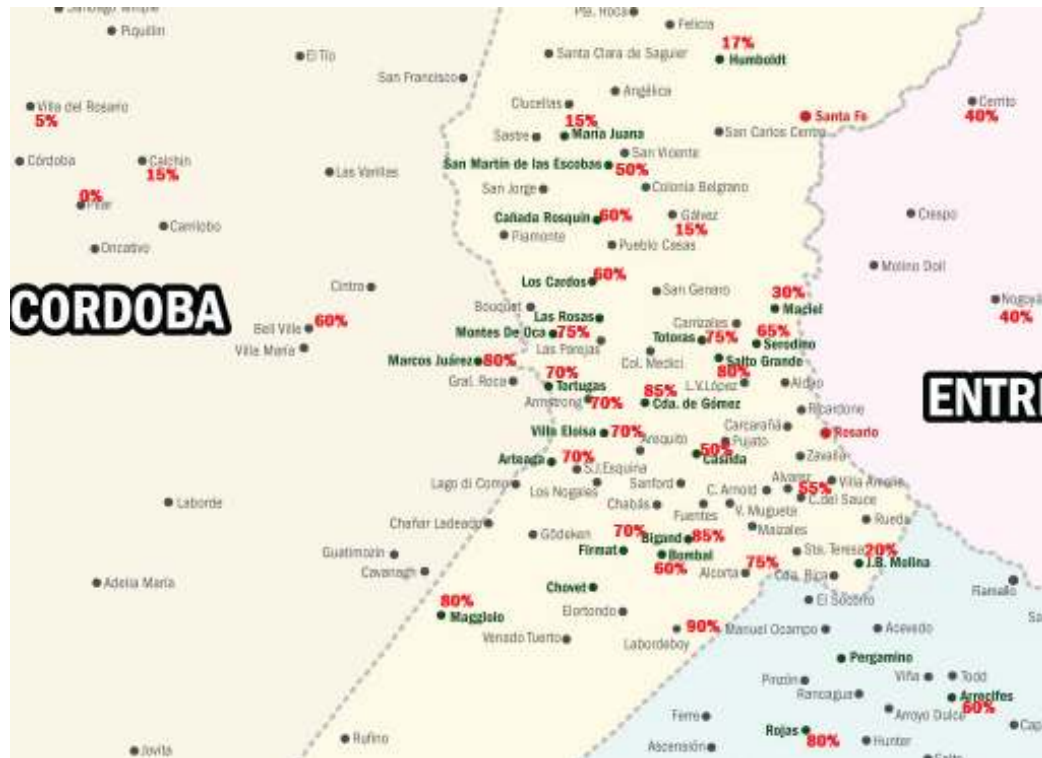 Pta. Roca
Piquillin
Felicia
17%
El Tío
Santa Clara de Saguier
Humboldt
San Francisco
Angélica
Villa del Rosario
5%
Clucellas
15%
Santa Fe
Cerrito
40%
Sastre
Maria Juana
San Carlos Centro
Córdoba
Calchin
15%
San Vicente
San Martín de las Escobas
50%
Las Varillas
San Jorge
Colonia Belgrano
0%
Pilar
Cañada Rosquin
60%
Gálvez
15%
Crespo
Carrilobo
Piamonte
Oncativo
Pueblo Casas
Molino Doll
60%
Los Cardos
Cintra
San Genaro
30%
Maciel
Nogoyá
40%
CORDOBA
Bouquet
Las Rosas
Bell Ville
60%
Montes De Oca
75%
Carrizales
Totoras
75%
65%
Serodino
Villa María
Las Parejas
Col. Medici
Salto Grande
80%
Marcos Juárez
80%
Gral. Roca
70%
Tortugas
L.V.López
Aldao
ENTR
Armstrong
70%
85%
Cda. de Gómez
Ricardone
Carcarañá
Rosario
Villa Eloisa
70%
Arequito
Pujato
50%
Casilda
Zavalla
Arteaga
70%
S.J.Esquina
Lago di Como
Los Nogales
Sanford
C. Arnold
Alvarez
55%
Villa Amelia
C.del Sauce
Laborde
Chabás
Fuentes
V. Mugueta
Chañar Ladeado
Maizales
Rueda
Gödeken
70%
Firmat
Bigand
85%
Bombal
60%
Sta. Teresa
20%
J.B. Molina
Guatimozin
Cavanagh
Alcorta
75%
Cda. Rica
Adelia María
Chovet
Ramallo
80%
Maggiolo
Elortondo
El Socorro
Venado Tuerto
Labordeboy
90%
Manuel Ocampo
Acevedo
Pergamino
Pinzón
Viña
Todd
Rancagua
Arrecifes
60%
Ferre
Arroyo Dulce
Rojas
80%
Cap
Rufino
Jovita
Ascensión
Hunter